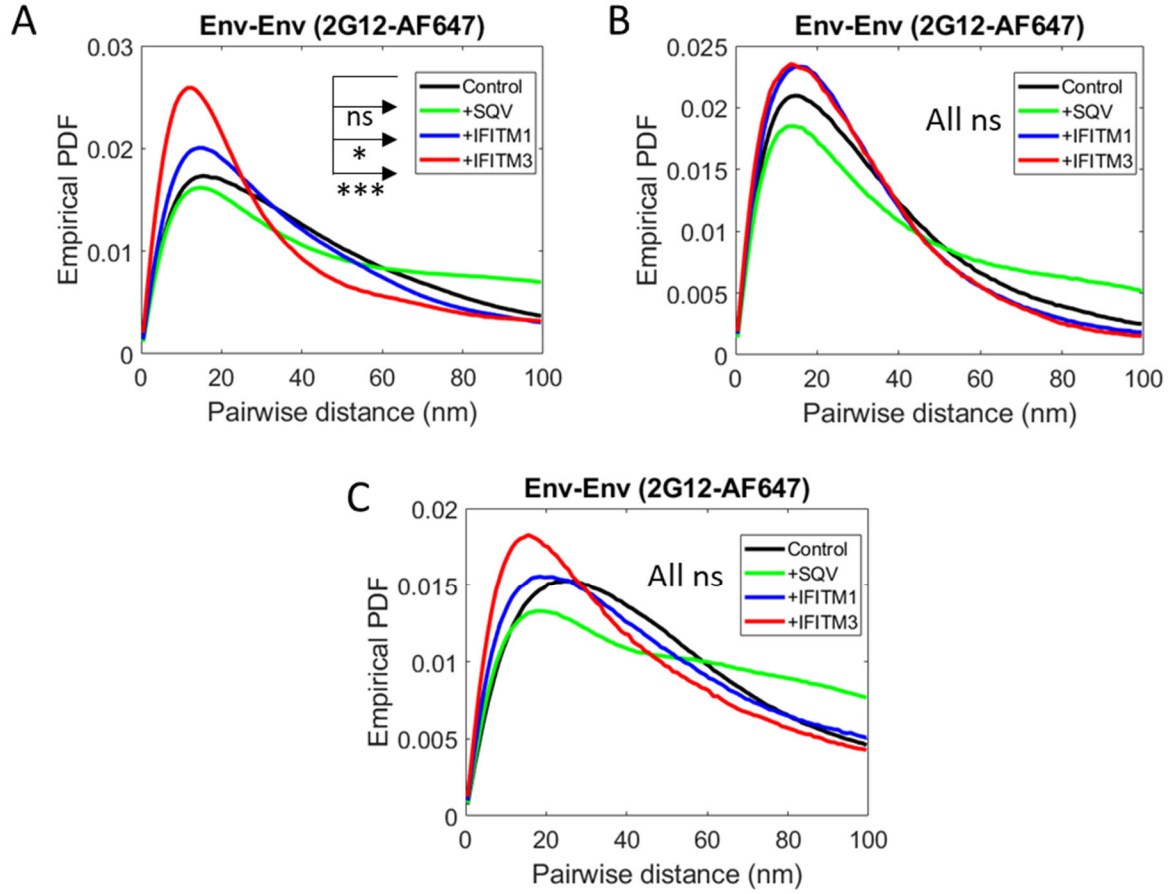 A
Env-Env (2G12-AF647)
0.03
0.02
0.01
0
Empirical PDF
ns
*
***
Control
+SQV
+IFITM1
+IFITM3
0 20 40 60 80 100
Pairwise distance (nm)
B
Env-Env (2G12-AF647)
0.025
0.02
0.015
0.01
0.005
0
Empirical PDF
All ns
Control
+SQV
+IFITM1
+IFITM3
0 20 40 60 80 100
Pairwise distance (nm)
C
Env-Env (2G12-AF647)
0.02
0.015
0.01
0.005
0
Empirical PDF
All ns
Control
+SQV
+IFITM1
+IFITM3
0 20 40 60 80 100
Pairwise distance (nm)